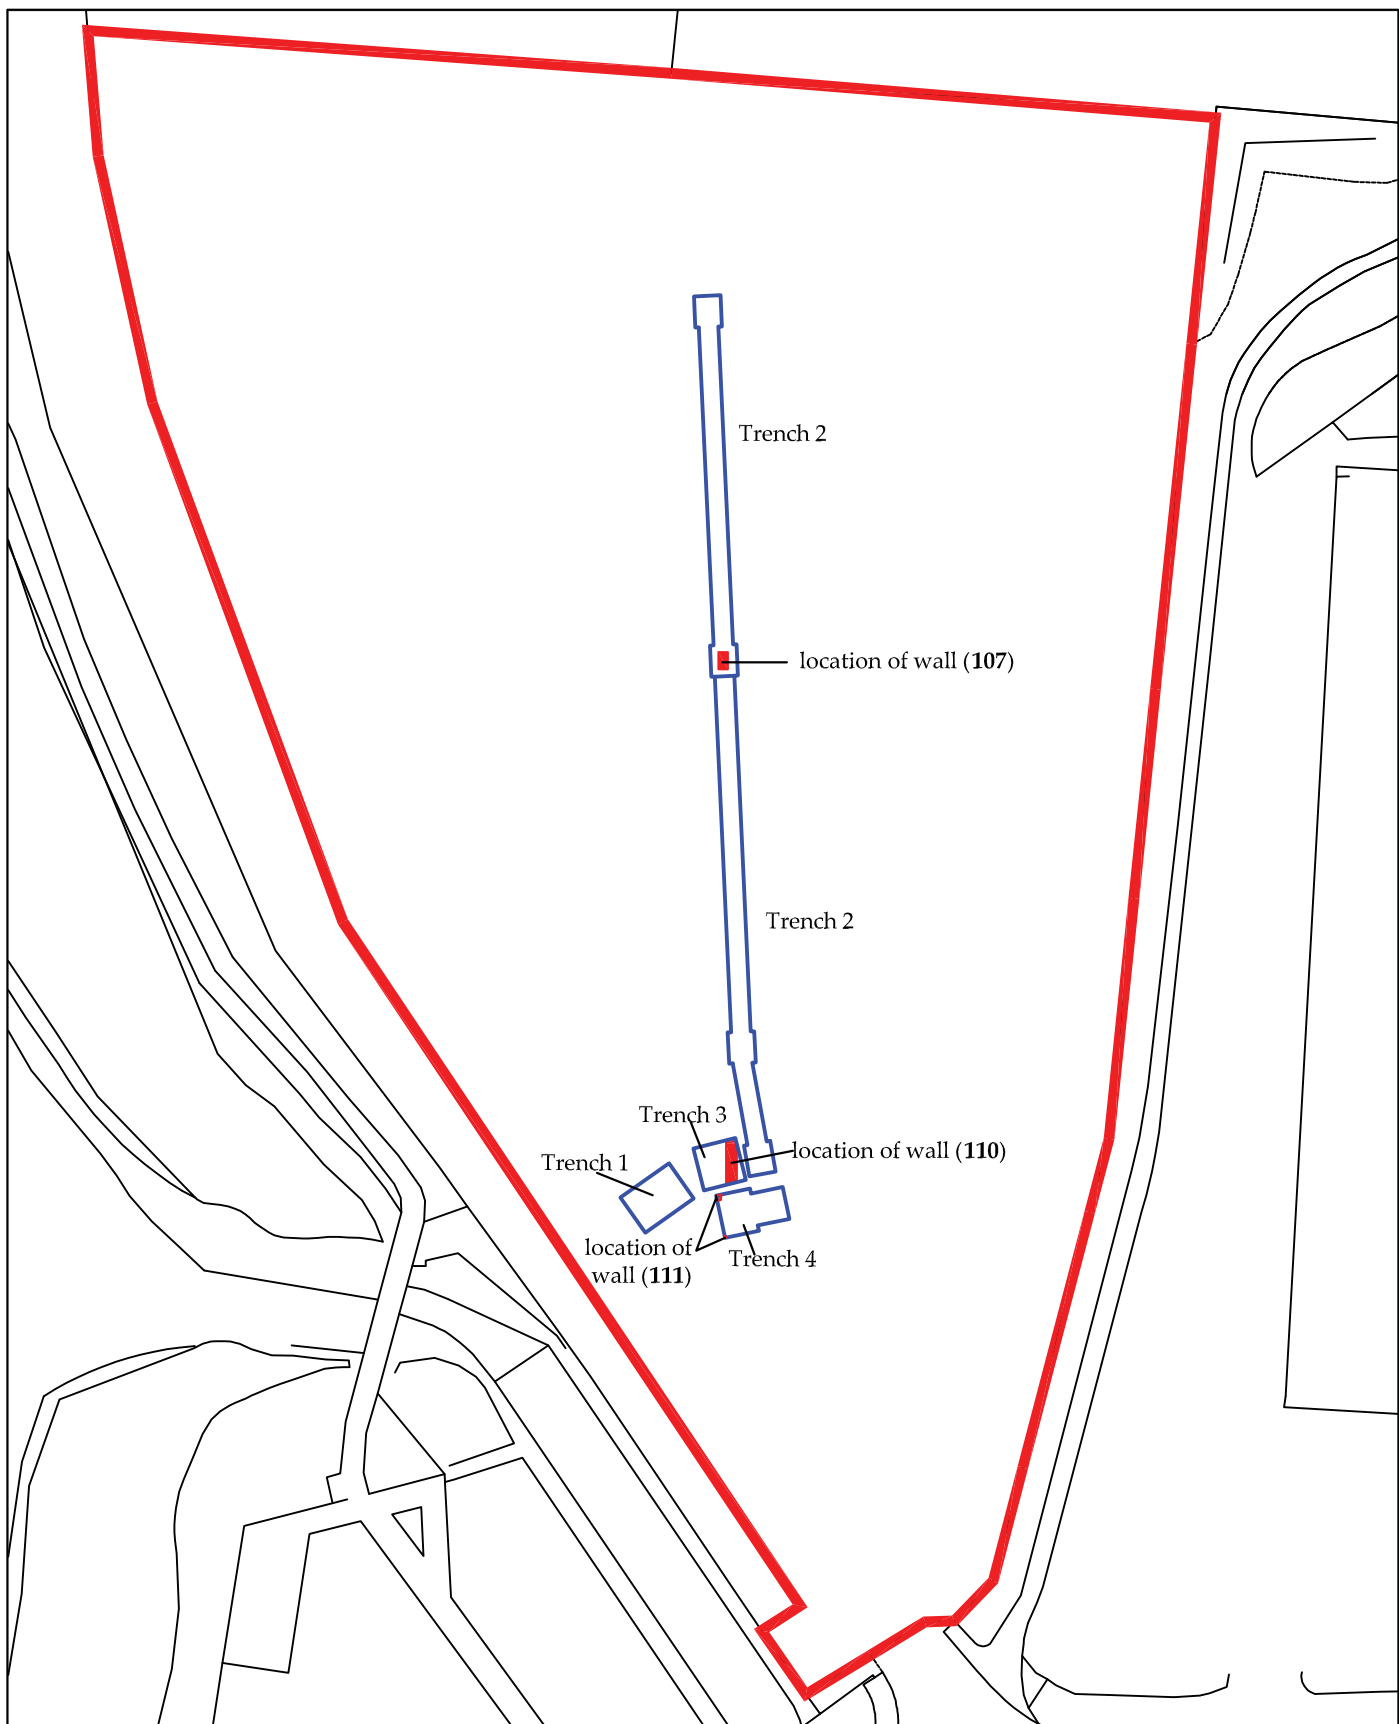 Trench 2
location of wall (107)
Trench 2
Trench 3
location of wall (110)
Trench 1
location of
wall (111)
Trench 4